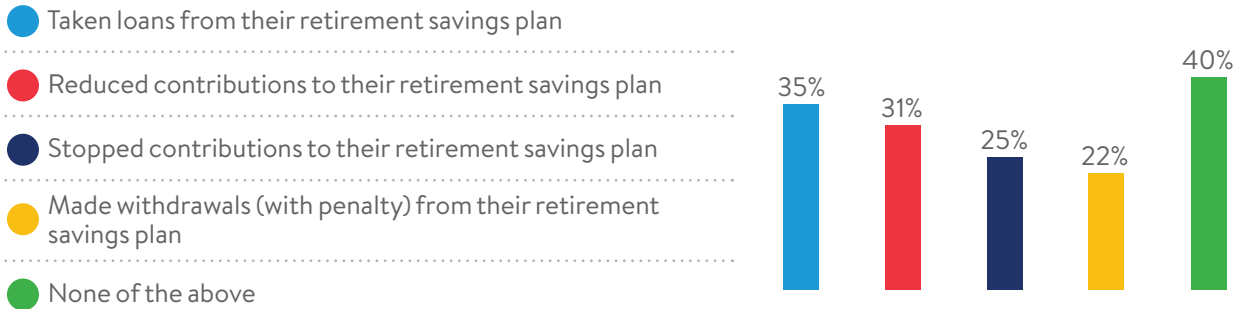 Taken loans from their retirement savings plan
Reduced contributions to their retirement savings plan
Stopped contributions to their retirement savings plan
Made withdrawals (with penalty) from their retirement
savings plan
None of the above
35%
31%
25%
22%
40%